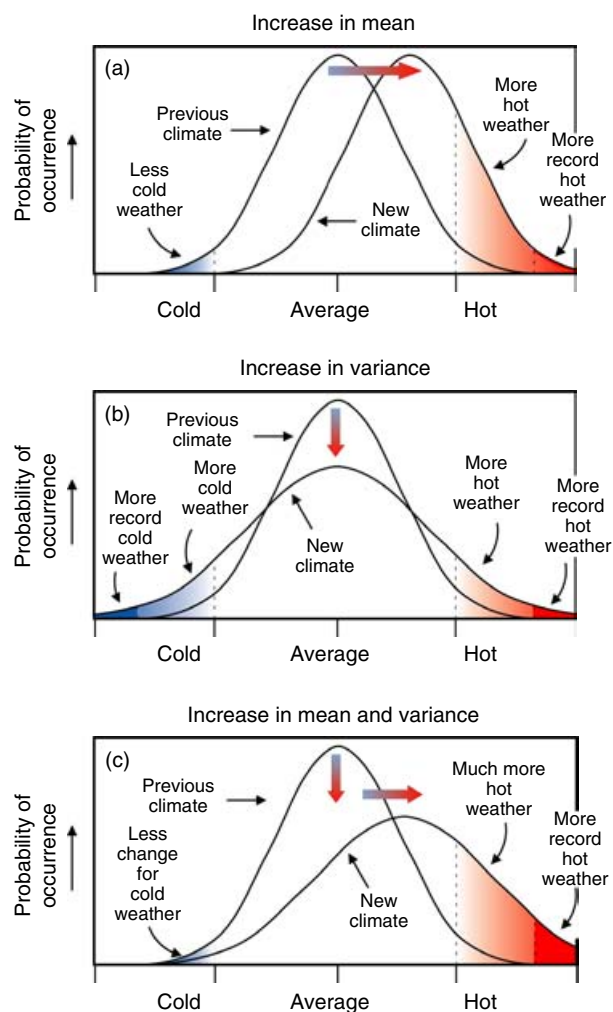 Increase in mean
(a)
Previous
climate
Less
cold
weather
New
climate
More
hot
weather
More
record
hot
weather
Probability of
occurrence
Cold
Average
Hot
Increase in variance
(b)
Previous
climate
More
record
cold
weather
More
cold
weather
New
climate
More
hot
weather
More
record
hot
weather
Probability of
occurrence
Cold
Average
Hot
Increase in mean and variance
(c)
Previous
climate
Less
change
for
cold
weather
New
climate
Much more
hot
weather
More
record
hot
weather
Probability of
occurrence
Cold
Average
Hot